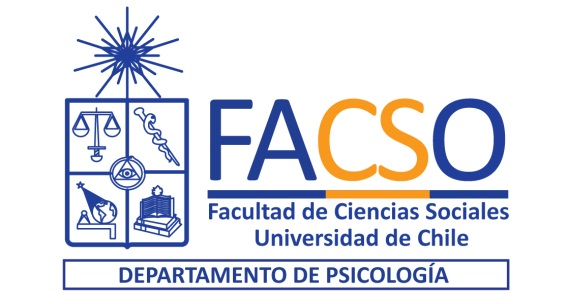 FACSO
Facultad de Ciencias Sociales
Universidad de Chile
DEPARTAMENTO DE PSICOLOGÍA